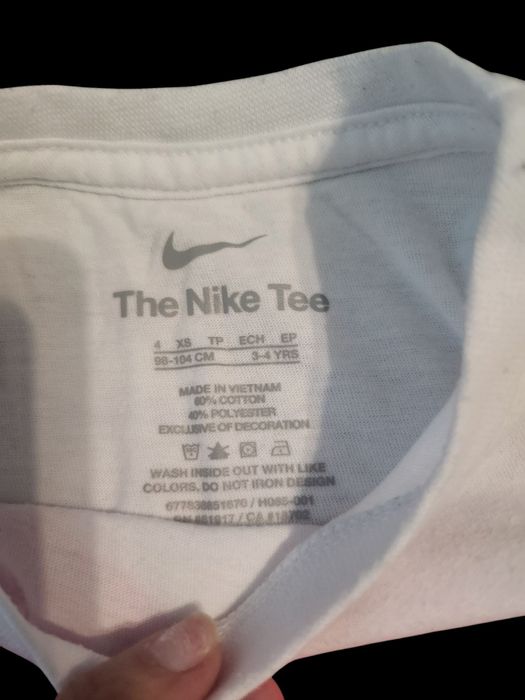 The Nike Tee
4 XS TP ECH EP
98-104 CM 3-4 YRS
MADE IN VIETNAM
60% COTTON
40% POLYESTER
EXCLUSIVE OF DECORATION
WASH INSIDE OUT WITH LIKE
COLORS, DO NOT IRON DESIGN